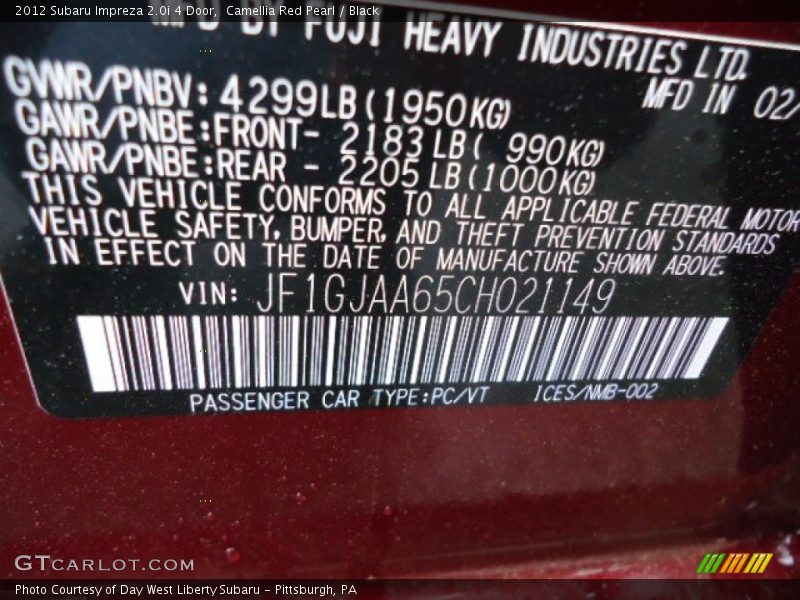 2012 Subaru Impreza 2.0i 4 Door,  Camellia Red Pearl / Black
FUJI HEAVY INDUSTRIES LTD.
MFD IN 02/
GVWR/PNBV: 4299LB(1950KG)
GAWR/PNBE:FRONT- 2183 LB( 990KG)
GAWR/PNBE:REAR - 2205 LB(1000KG)
THIS VEHICLE CONFORMS TO ALL APPLICABLE FEDERAL MOTOR
VEHICLE SAFETY, BUMPER, AND THEFT PREVENTION STANDARDS
IN EFFECT ON THE DATE OF MANUFACTURE SHOWN ABOVE.
VIN: JF1GJAA65CH021149
PASSENGER CAR TYPE:PC/VT ICES/NMB-002
GTCARLOT.COM
Photo Courtesy of Day West Liberty Subaru - Pittsburgh, PA